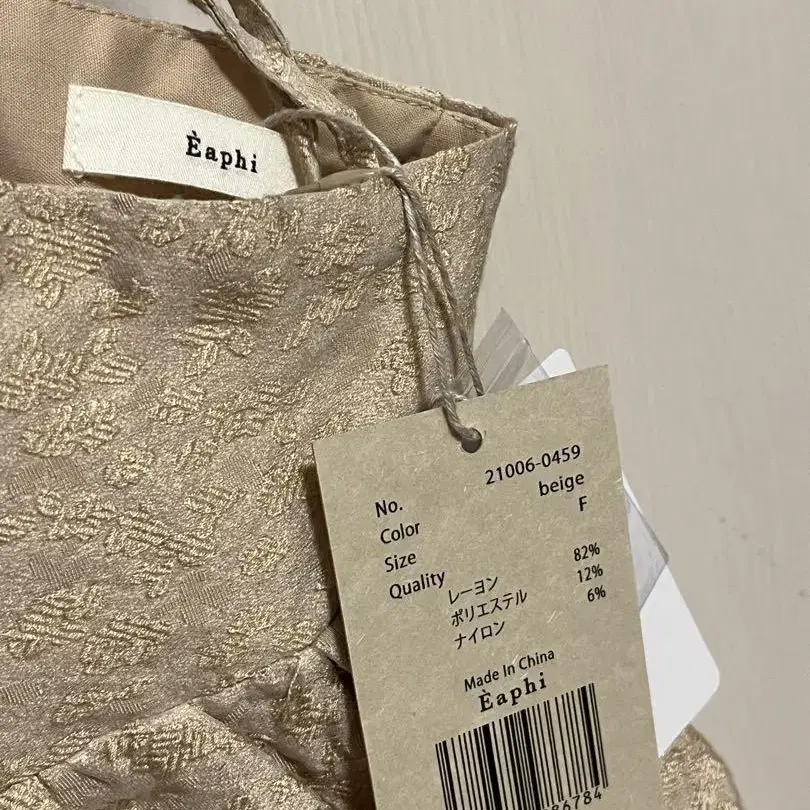 Èaphi
No. 21006-0459
Color beige
Size F
Quality
レーヨン 82%
ポリエステル 12%
ナイロン 6%
Made In China
Èaphi
86784